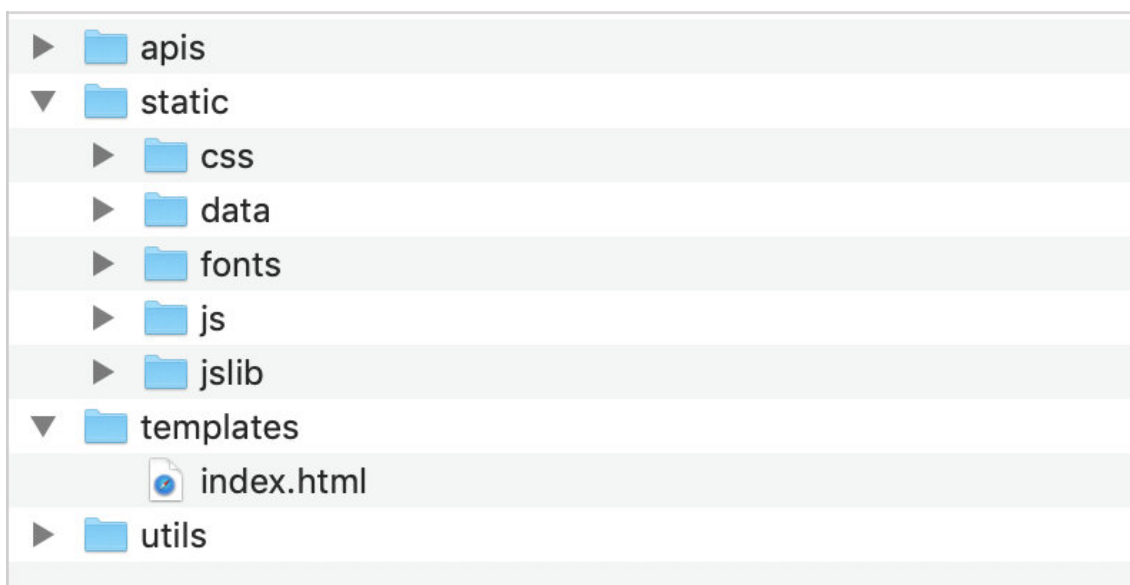 apis
static
css
data
fonts
js
jslib
templates
index.html
utils